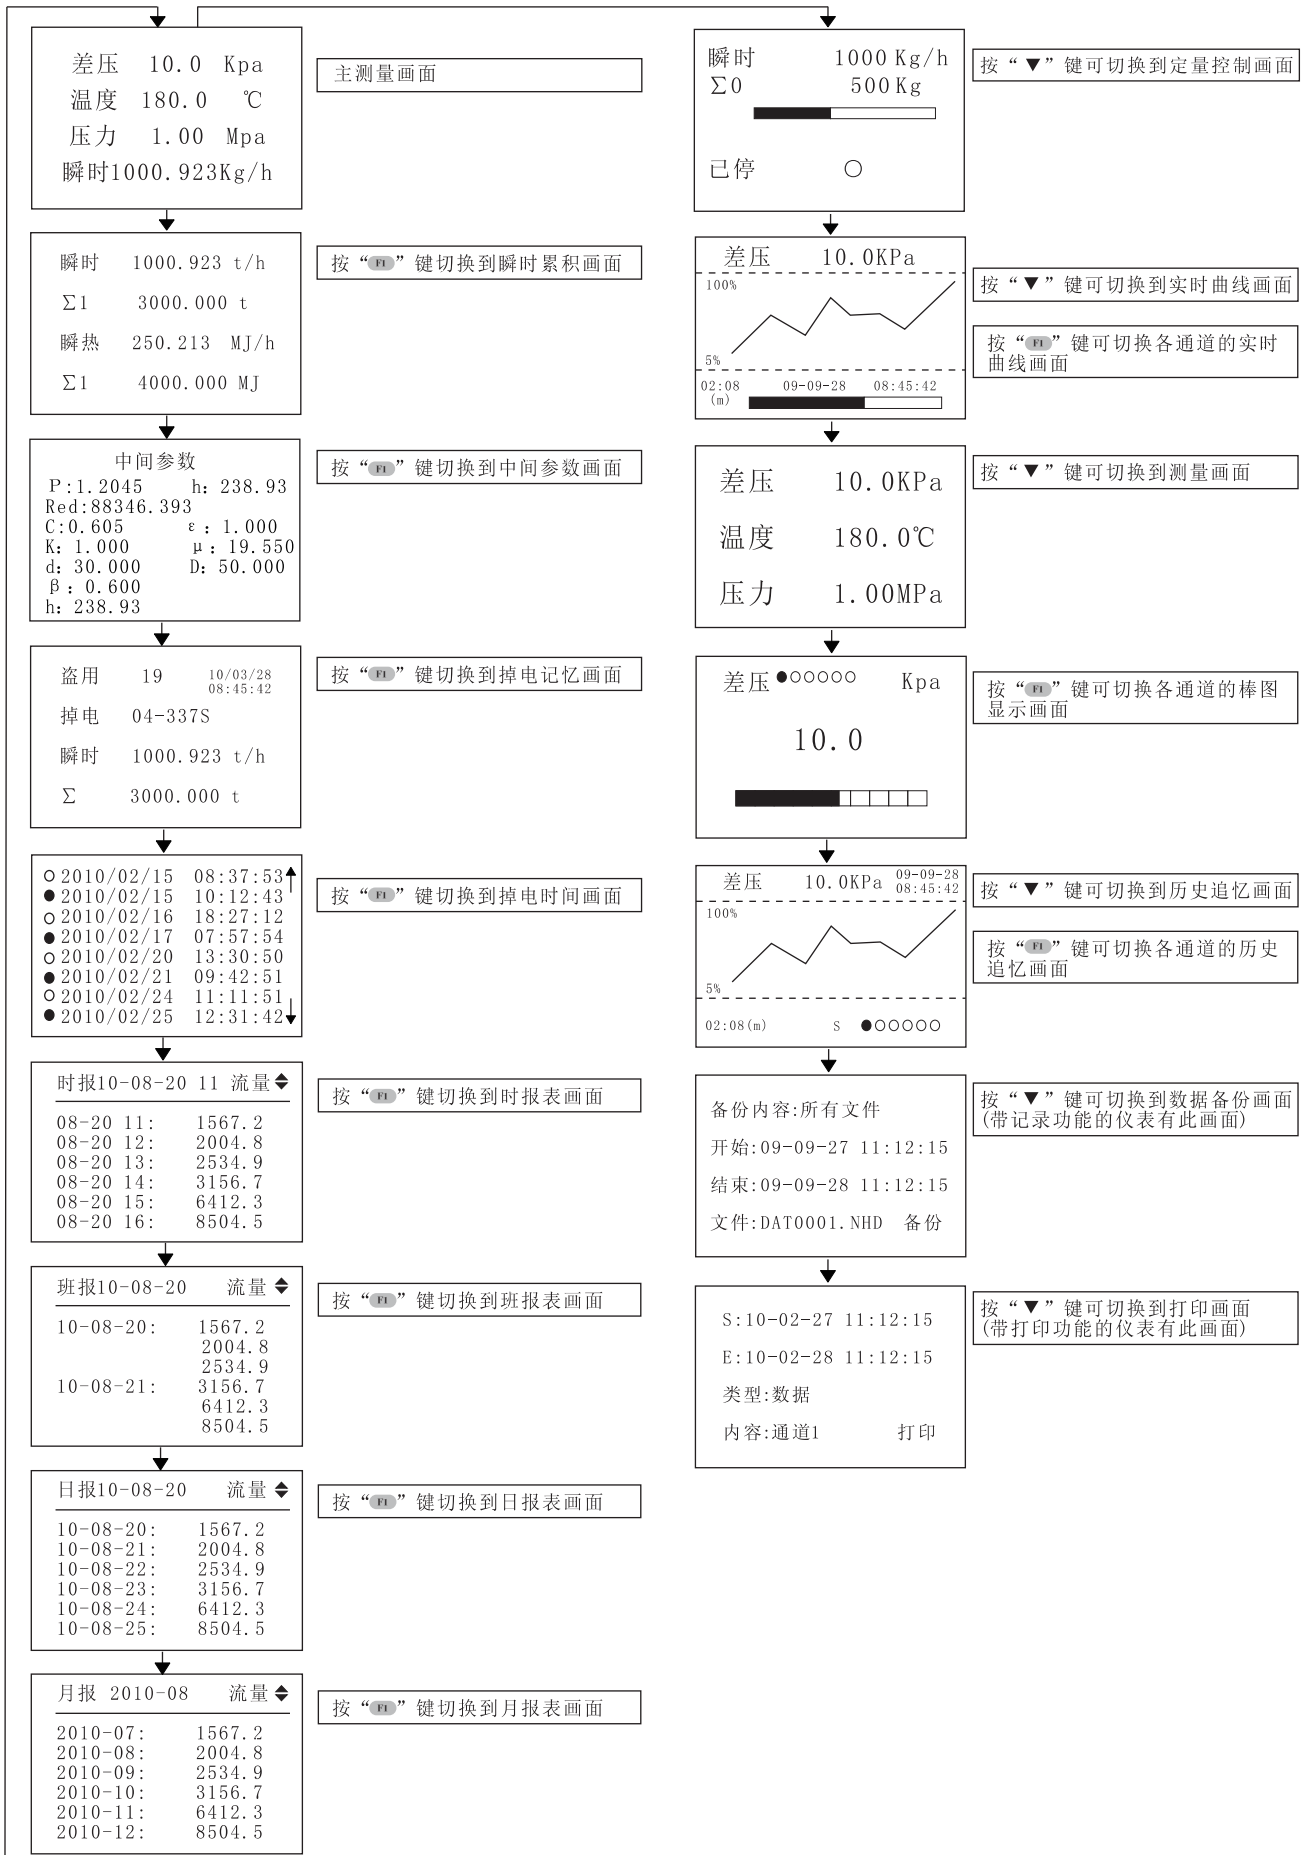 差压 10.0 Kpa
温度 180.0 ℃
压力 1.00 Mpa
瞬时1000.923Kg/h
主测量画面
瞬时 1000.923 t/h
Σ1 3000.000 t
瞬热 250.213 MJ/h
Σ1 4000.000 MJ
按“F1”键切换到瞬时累积画面
中间参数
P:1.2045 h: 238.93
Red:88346.393
C:0.605 ε: 1.000
K: 1.000 μ: 19.550
d: 30.000 D: 50.000
β: 0.600
h: 238.93
按“F1”键切换到中间参数画面
盗用 19 10/03/28
08:45:42
掉电 04-337S
瞬时 1000.923 t/h
Σ 3000.000 t
按“F1”键切换到掉电记忆画面
○2010/02/15 08:37:53
●2010/02/15 10:12:43
○2010/02/16 18:27:12
●2010/02/17 07:57:54
○2010/02/20 13:30:50
●2010/02/21 09:42:51
○2010/02/24 11:11:51
●2010/02/25 12:31:42
按“F1”键切换到掉电时间画面
时报10-08-20 11 流量
08-20 11: 1567.2
08-20 12: 2004.8
08-20 13: 2534.9
08-20 14: 3156.7
08-20 15: 6412.3
08-20 16: 8504.5
按“F1”键切换到时报表画面
班报10-08-20 流量
10-08-20: 1567.2
2004.8
2534.9
10-08-21: 3156.7
6412.3
8504.5
按“F1”键切换到班报表画面
日报10-08-20 流量
10-08-20: 1567.2
10-08-21: 2004.8
10-08-22: 2534.9
10-08-23: 3156.7
10-08-24: 6412.3
10-08-25: 8504.5
按“F1”键切换到日报表画面
月报 2010-08 流量
2010-07: 1567.2
2010-08: 2004.8
2010-09: 2534.9
2010-10: 3156.7
2010-11: 6412.3
2010-12: 8504.5
按“F1”键切换到月报表画面
瞬时 1000 Kg/h
Σ0 500 Kg
已停 ○
按“▼”键可切换到定量控制画面
差压 10.0KPa
100%
5%
02:08 09-09-28 08:45:42
(m)
按“▼”键可切换到实时曲线画面
按“F1”键可切换各通道的实时
曲线画面
差压 10.0KPa
温度 180.0℃
压力 1.00MPa
按“▼”键可切换到测量画面
差压●○○○○○ Kpa
10.0
按“F1”键可切换各通道的棒图
显示画面
差压 10.0KPa 09-09-28
08:45:42
100%
5%
02:08(m) S ●○○○○○
按“▼”键可切换到历史追忆画面
按“F1”键可切换各通道的历史
追忆画面
备份内容:所有文件
开始:09-09-27 11:12:15
结束:09-09-28 11:12:15
文件:DAT0001.NHD 备份
按“▼”键可切换到数据备份画面
(带记录功能的仪表有此画面)
S:10-02-27 11:12:15
E:10-02-28 11:12:15
类型:数据
内容:通道1 打印
按“▼”键可切换到打印画面
(带打印功能的仪表有此画面)